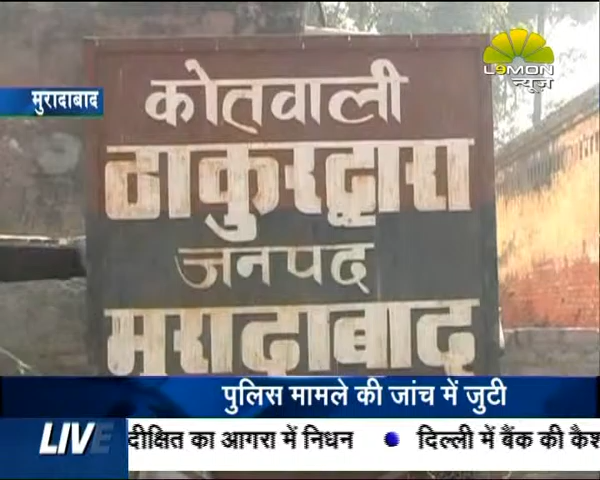 LEMON
न्यूज़
मुरादाबाद
कोतवाली
ठाकुरद्वारा
जनपद
मुरादाबाद
पुलिस मामले की जांच में जुटी
LIVE
दीक्षित का आगरा में निधन
दिल्ली में बैंक की कैश